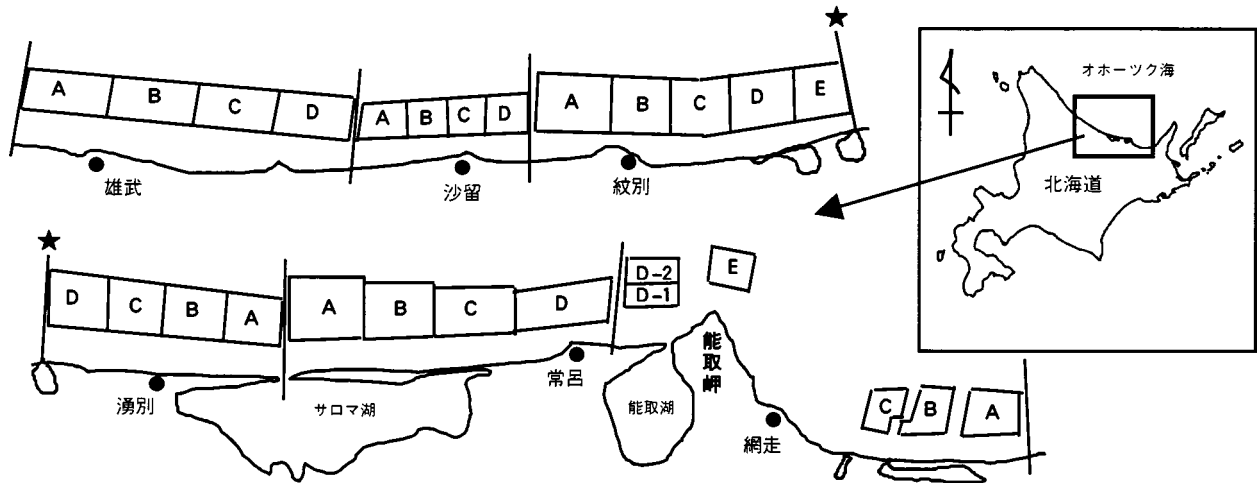 ★
A B C D
A B C D
A B C D E
雄武
沙留
紋別
オホーツク海
北海道
★
D C B A
A B C D
D-2
D-1
E
湧別
サロマ湖
常呂
能取湖
能取岬
網走
C B A